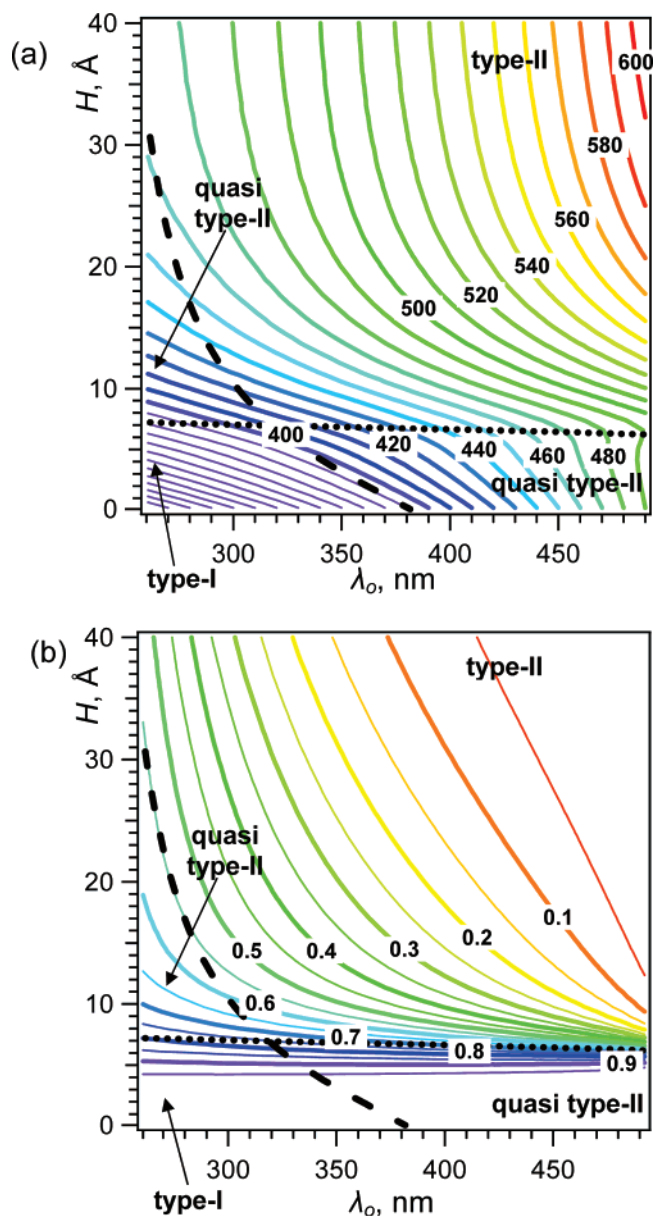 (a)
H, Å
40
30
20
10
0
type-II
600
580
560
540
520
500
quasi
type-II
400
420
440
460
480
quasi type-II
type-I
300
350
400
450
λo, nm
(b)
H, Å
40
30
20
10
0
type-II
quasi
type-II
0.1
0.2
0.3
0.4
0.5
0.6
0.7
0.8
0.9
quasi type-II
type-I
300
350
400
450
λo, nm